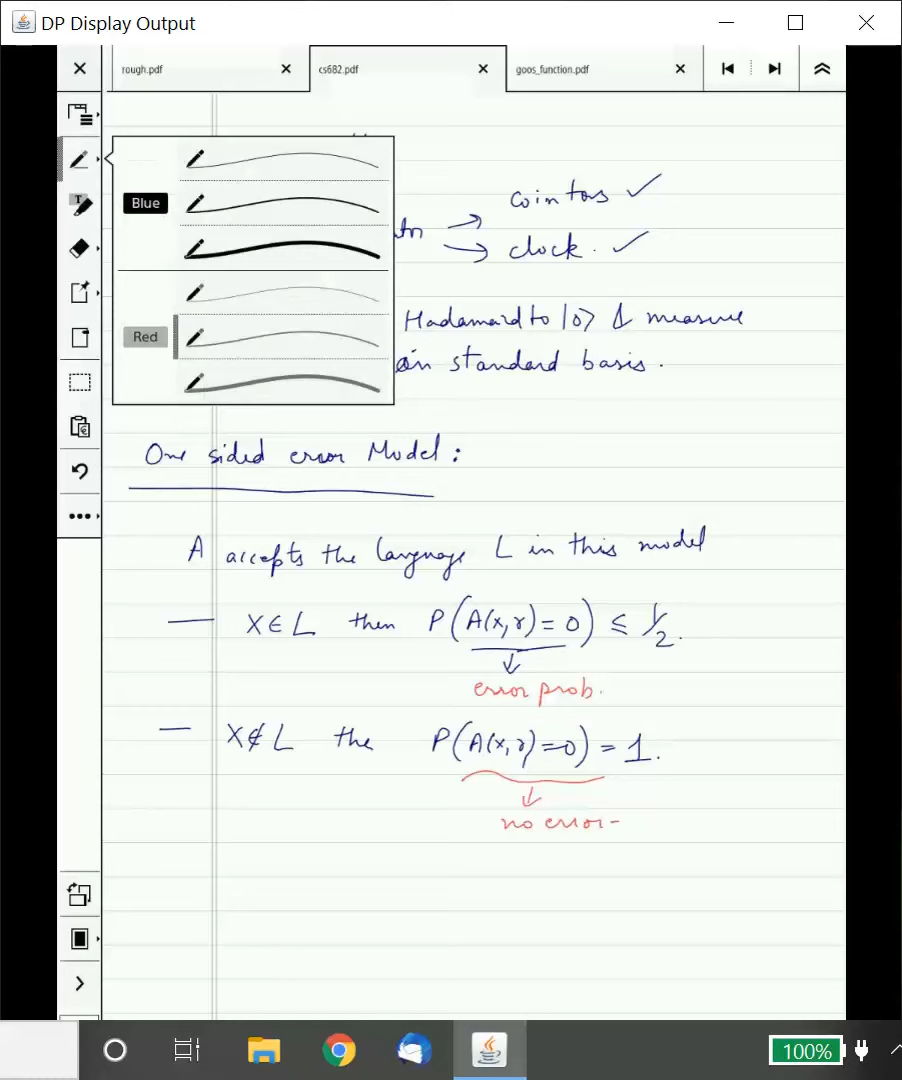 DP Display Output
rough.pdf
cs682.pdf
goos_function.pdf
Blue
Red
coin toss ✓
→ clock. ✓
Hadamard to |0> & measure
in standard basis.
One sided error Model:
A accepts the language L in this model
— X∈L then P(A(x,r)=0) ≤ 1/2.
↓
error prob.
— X∉L the P(A(x,r)=0) = 1.
↓
no error-
T
100%